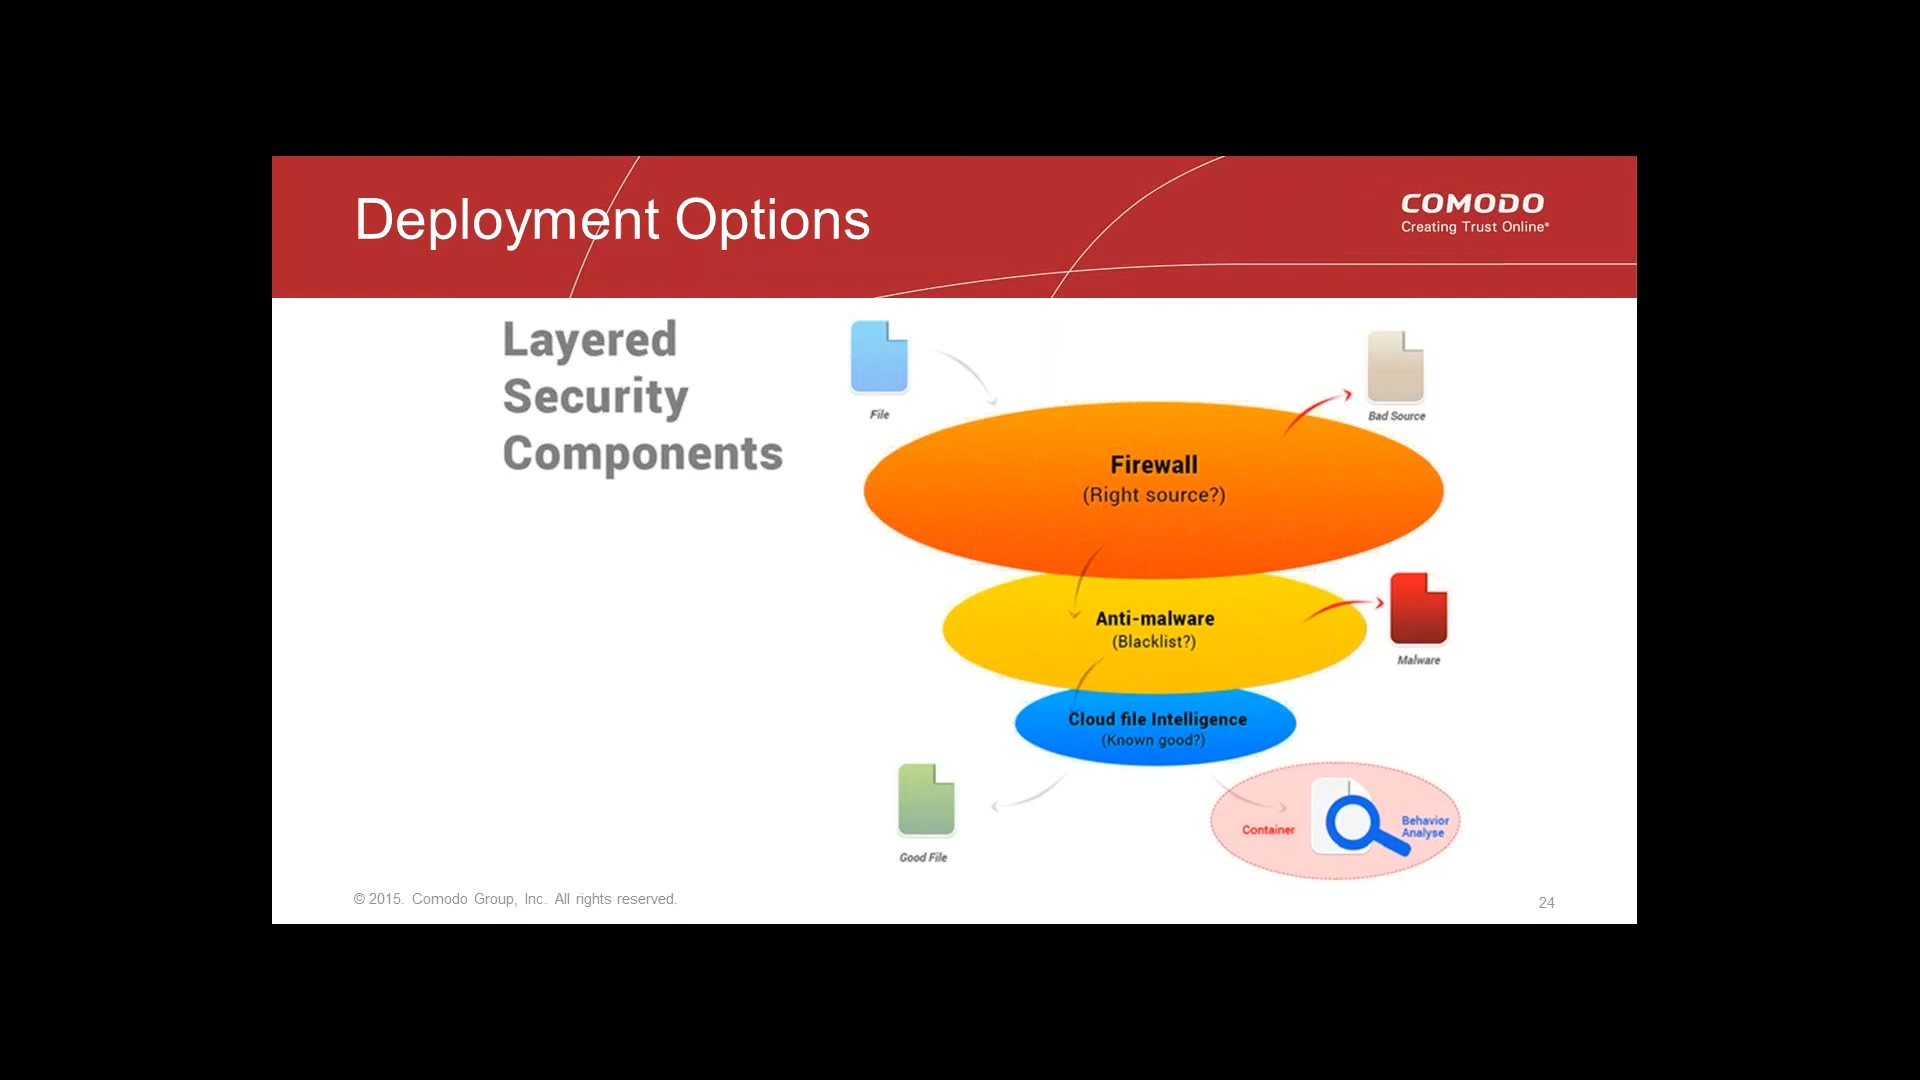 Deployment Options
COMODO
Creating Trust Online®
Layered
Security
Components
File
Bad Source
Firewall
(Right source?)
Anti-malware
(Blacklist?)
Malware
Cloud file Intelligence
(Known good?)
Good File
Container
Behavior
Analyse
© 2015. Comodo Group, Inc. All rights reserved.
24